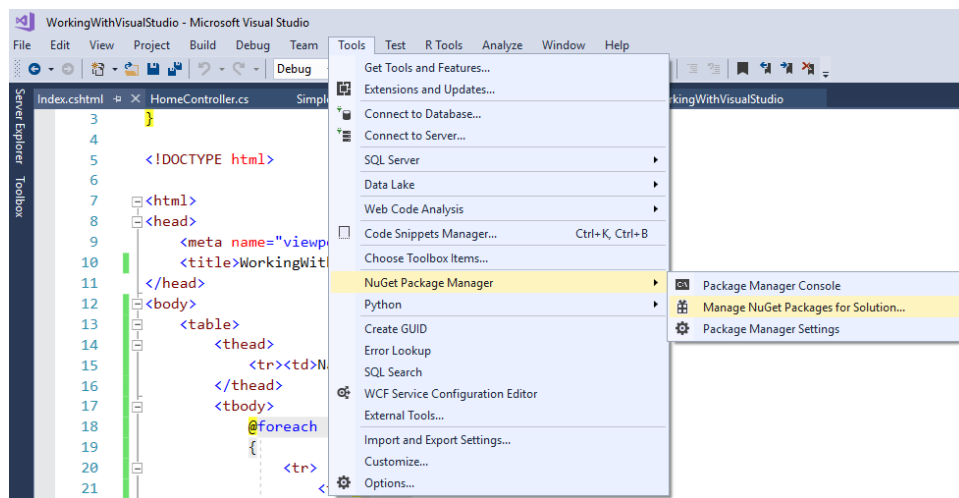 WorkingWithVisualStudio - Microsoft Visual Studio
File Edit View Project Build Debug Team Tools Test R Tools Analyze Window Help
Debug
Server Explorer
Toolbox
Index.cshtml HomeController.cs Simpl rkingWithVisualStudio
3 }
4
5 <!DOCTYPE html>
6
7 <html>
8 <head>
9 <meta name="viewp
10 <title>WorkingWit
11 </head>
12 <body>
13 <table>
14 <thead>
15 <tr><td>N
16 </thead>
17 <tbody>
18 @foreach
19 {
20 <tr>
21 <
Get Tools and Features...
Extensions and Updates...
Connect to Database...
Connect to Server...
SQL Server
Data Lake
Web Code Analysis
Code Snippets Manager... Ctrl+K, Ctrl+B
Choose Toolbox Items...
NuGet Package Manager
Python
Create GUID
Error Lookup
SQL Search
WCF Service Configuration Editor
External Tools...
Import and Export Settings...
Customize...
Options...
Package Manager Console
Manage NuGet Packages for Solution...
Package Manager Settings